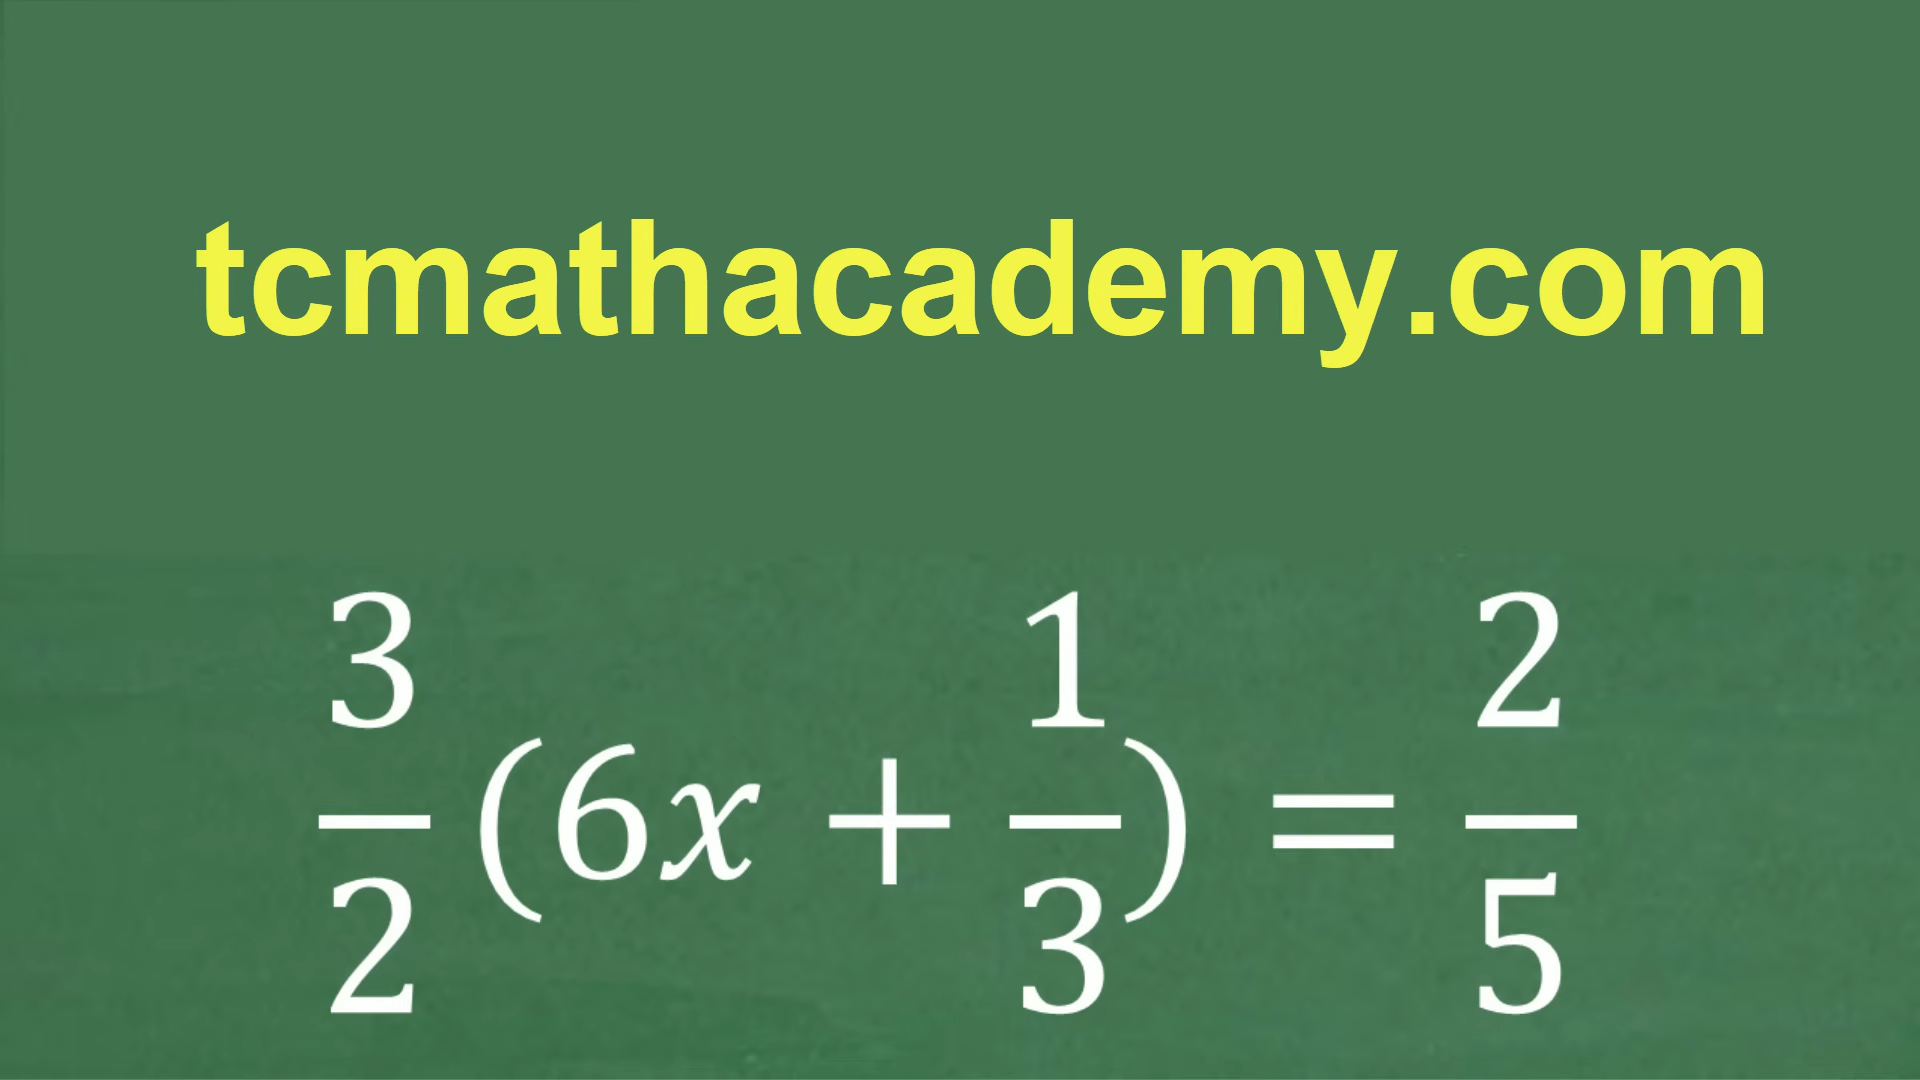 tcmathacademy.com
3/2 (6x + 1/3) = 2/5